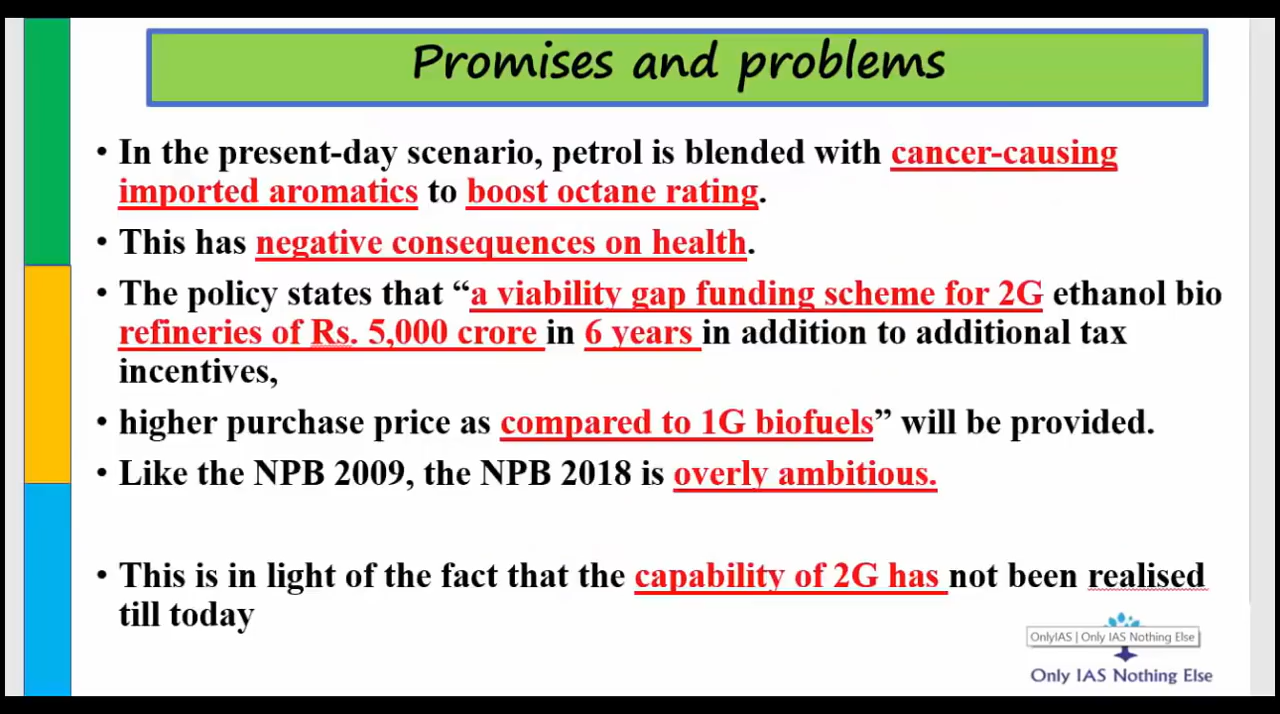 Promises and problems
• In the present-day scenario, petrol is blended with cancer-causing
imported aromatics to boost octane rating.
• This has negative consequences on health.
• The policy states that “a viability gap funding scheme for 2G ethanol bio
refineries of Rs. 5,000 crore in 6 years in addition to additional tax
incentives,
• higher purchase price as compared to 1G biofuels” will be provided.
• Like the NPB 2009, the NPB 2018 is overly ambitious.
• This is in light of the fact that the capability of 2G has not been realised
till today
OnlyIAS | Only IAS Nothing Else
Only IAS Nothing Else